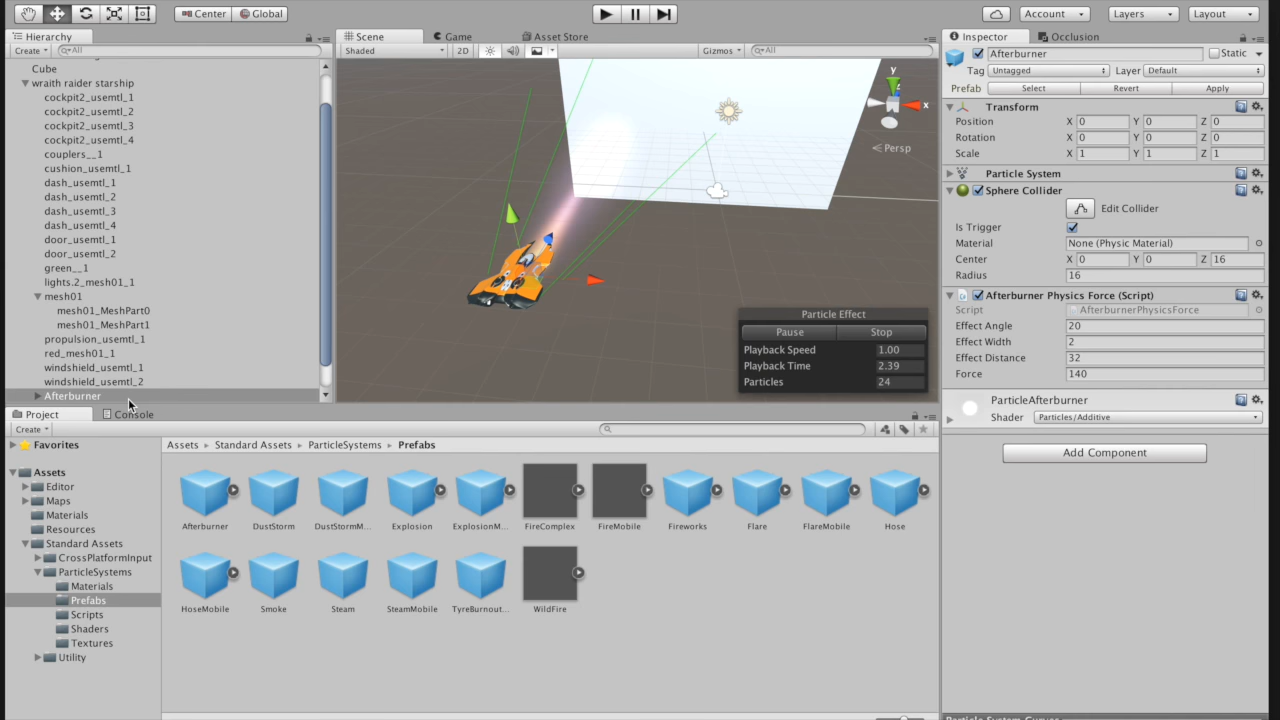 Center Global Account Layers Layout
Hierarchy
Create All
Cube
wraith raider starship
cockpit2_usemtl_1
cockpit2_usemtl_2
cockpit2_usemtl_3
cockpit2_usemtl_4
couplers__1
cushion_usemtl_1
dash_usemtl_1
dash_usemtl_2
dash_usemtl_3
dash_usemtl_4
door_usemtl_1
door_usemtl_2
green__1
lights.2_mesh01_1
mesh01
mesh01_MeshPart0
mesh01_MeshPart1
propulsion_usemtl_1
red_mesh01_1
windshield_usemtl_1
windshield_usemtl_2
Afterburner
Scene Game Asset Store
Shaded 2D Gizmos All
y
x
Persp
Particle Effect
Pause Stop
Playback Speed 1.00
Playback Time 2.39
Particles 24
Inspector Occlusion
Afterburner Static
Tag Untagged Layer Default
Prefab Select Revert Apply
Transform
Position X 0 Y 0 Z 0
Rotation X 0 Y 0 Z 0
Scale X 1 Y 1 Z 1
Particle System
Sphere Collider
Edit Collider
Is Trigger
Material None (Physic Material)
Center X 0 Y 0 Z 16
Radius 16
Afterburner Physics Force (Script)
Script AfterburnerPhysicsForce
Effect Angle 20
Effect Width 2
Effect Distance 32
Force 140
ParticleAfterburner
Shader Particles/Additive
Add Component
Project Console
Create
Favorites
Assets
Editor
Maps
Materials
Resources
Standard Assets
CrossPlatformInput
ParticleSystems
Materials
Prefabs
Scripts
Shaders
Textures
Utility
Assets Standard Assets ParticleSystems Prefabs
Afterburner DustStorm DustStormM... Explosion ExplosionM... FireComplex FireMobile Fireworks Flare FlareMobile Hose
HoseMobile Smoke Steam SteamMobile TyreBurnout... WildFire